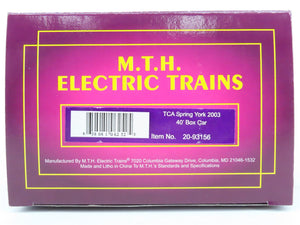 M.T.H.
ELECTRIC TRAINS
TCA Spring York 2003
40' Box Car
Item No. 20-93156
Manufactured By M.T.H. Electric Trains® 7020 Columbia Gateway Drive, Columbia, MD 21046-1532
Made and Litho in China To M.T.H.'s Standards and Specifications